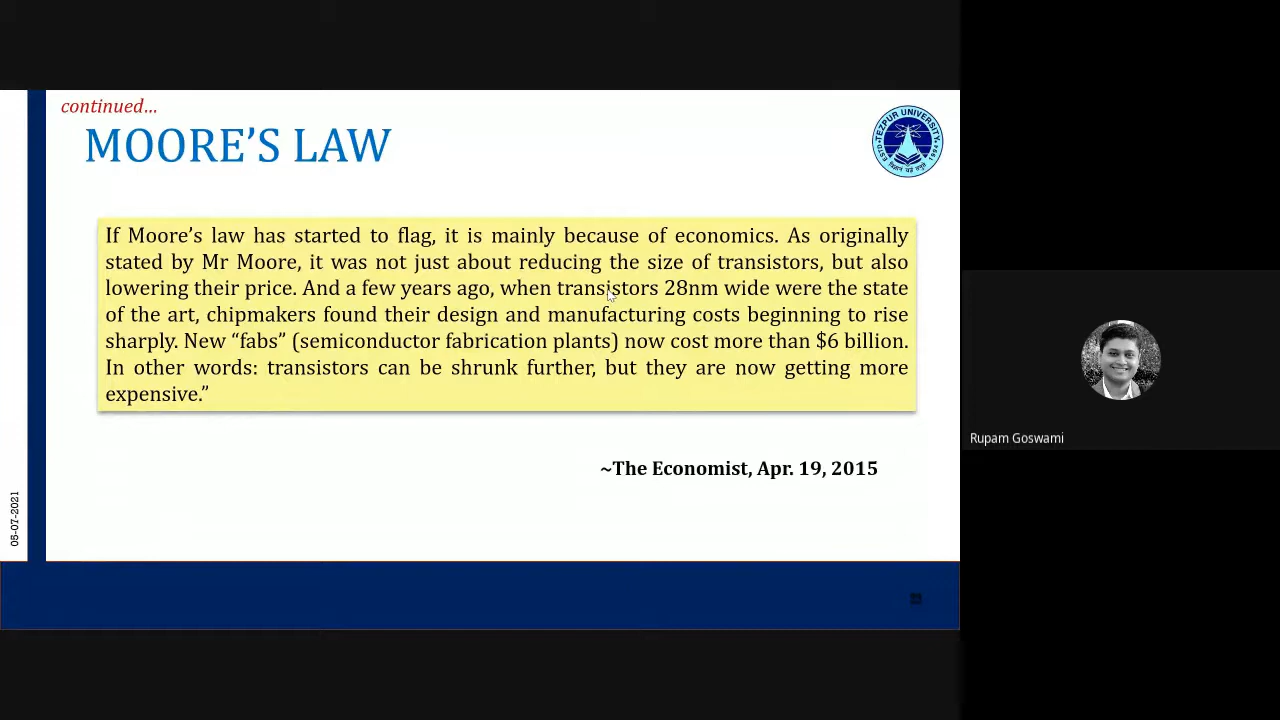 continued…
MOORE’S LAW
TEZPUR UNIVERSITY
If Moore’s law has started to flag, it is mainly because of economics. As originally
stated by Mr Moore, it was not just about reducing the size of transistors, but also
lowering their price. And a few years ago, when transistors 28nm wide were the state
of the art, chipmakers found their design and manufacturing costs beginning to rise
sharply. New “fabs” (semiconductor fabrication plants) now cost more than $6 billion.
In other words: transistors can be shrunk further, but they are now getting more
expensive.”
~The Economist, Apr. 19, 2015
Rupam Goswami